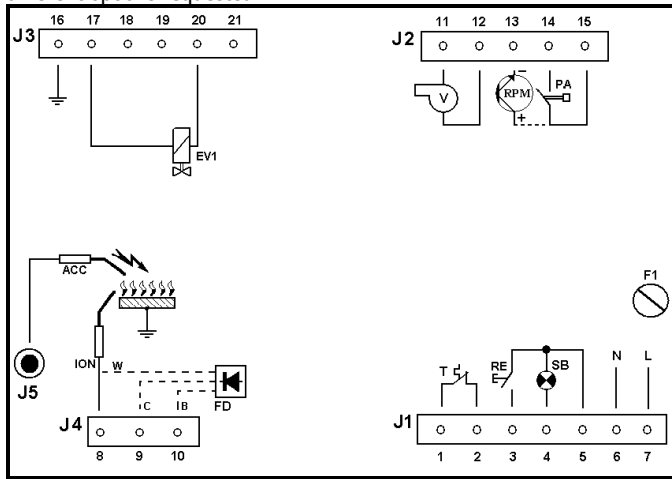 16 17 18 19 20 21
J3
EV1
11 12 13 14 15
J2
V
− RPM +
PA
ACC
ION
W
C
IB
FD
J5
J4
8 9 10
F1
T
RE
E
SB
N L
J1
1 2 3 4 5 6 7